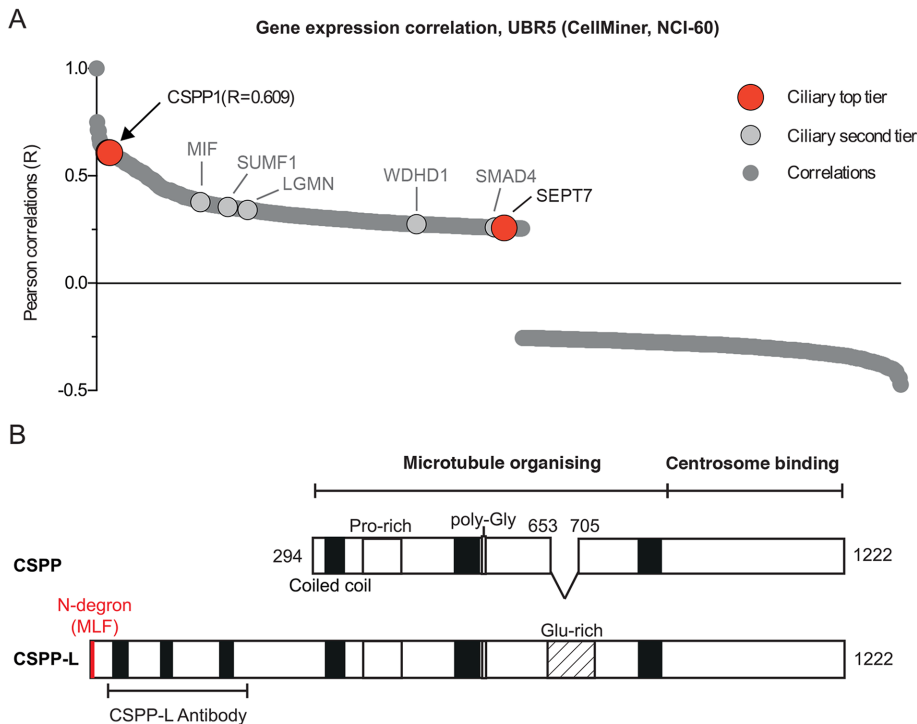 A
Gene expression correlation, UBR5 (CellMiner, NCI-60)
Pearson correlations (R)
1.0
0.5
0.0
-0.5
CSPP1(R=0.609)
MIF
SUMF1
LGMN
WDHD1
SMAD4
SEPT7
Ciliary top tier
Ciliary second tier
Correlations
B
Microtubule organising
Centrosome binding
Pro-rich
poly-Gly
653
705
CSPP
294
1222
Coiled coil
N-degron
(MLF)
Glu-rich
CSPP-L
1222
CSPP-L Antibody